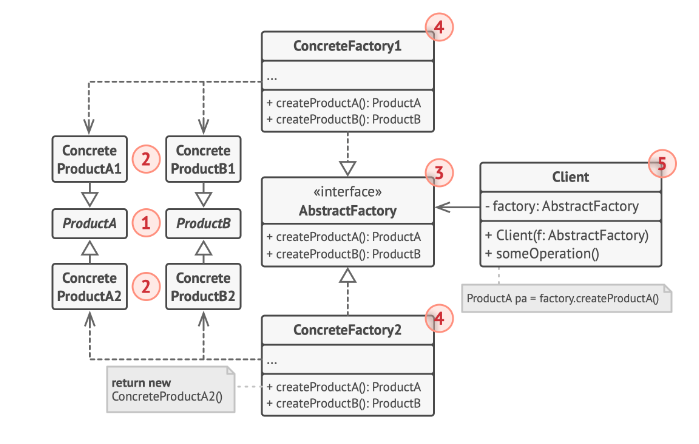 4
ConcreteFactory1
...
+ createProductA(): ProductA
+ createProductB(): ProductB
Concrete
ProductA1
2
Concrete
ProductB1
ProductA
1
ProductB
Concrete
ProductA2
2
Concrete
ProductB2
3
«interface»
AbstractFactory
+ createProductA(): ProductA
+ createProductB(): ProductB
5
Client
- factory: AbstractFactory
+ Client(f: AbstractFactory)
+ someOperation()
ProductA pa = factory.createProductA()
4
ConcreteFactory2
...
+ createProductA(): ProductA
+ createProductB(): ProductB
return new
ConcreteProductA2()